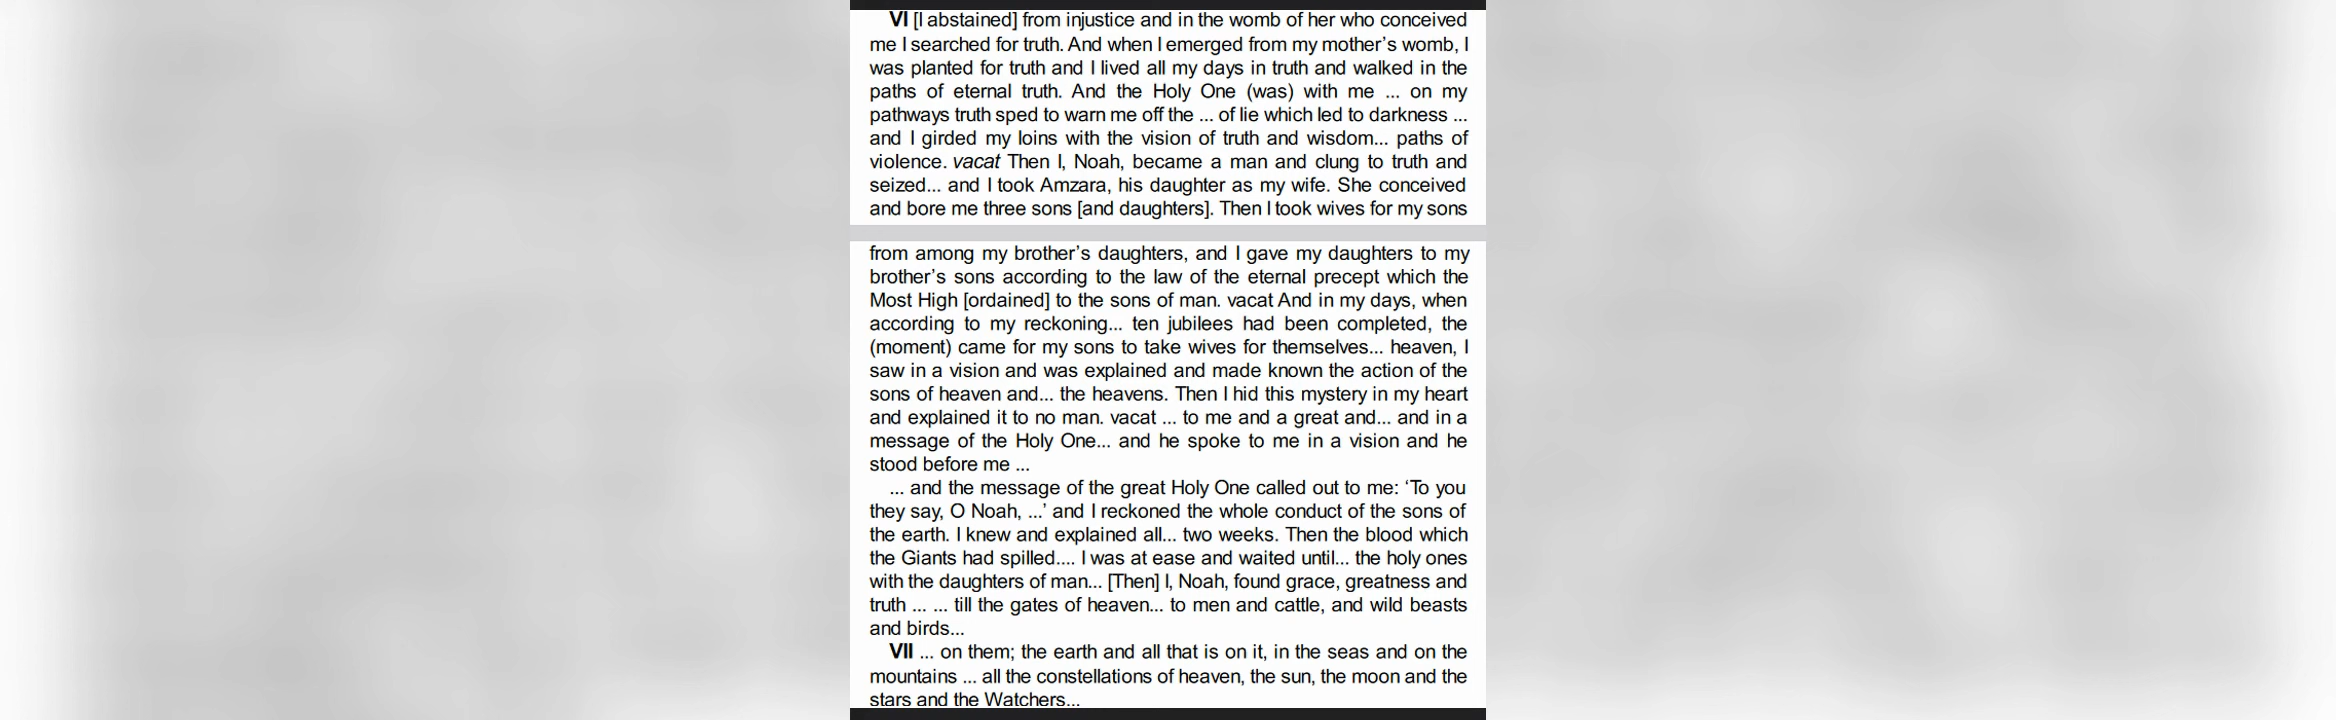 VI [I abstained] from injustice and in the womb of her who conceived
me I searched for truth. And when I emerged from my mother's womb, I
was planted for truth and I lived all my days in truth and walked in the
paths of eternal truth. And the Holy One (was) with me ... on my
pathways truth sped to warn me off the ... of lie which led to darkness ...
and I girded my loins with the vision of truth and wisdom... paths of
violence. vacat Then I, Noah, became a man and clung to truth and
seized... and I took Amzara, his daughter as my wife. She conceived
and bore me three sons [and daughters]. Then I took wives for my sons
from among my brother's daughters, and I gave my daughters to my
brother's sons according to the law of the eternal precept which the
Most High [ordained] to the sons of man. vacat And in my days, when
according to my reckoning... ten jubilees had been completed, the
(moment) came for my sons to take wives for themselves... heaven, I
saw in a vision and was explained and made known the action of the
sons of heaven and... the heavens. Then I hid this mystery in my heart
and explained it to no man. vacat ... to me and a great and... and in a
message of the Holy One... and he spoke to me in a vision and he
stood before me ...
... and the message of the great Holy One called out to me: ‘To you
they say, O Noah, ...’ and I reckoned the whole conduct of the sons of
the earth. I knew and explained all... two weeks. Then the blood which
the Giants had spilled.... I was at ease and waited until... the holy ones
with the daughters of man... [Then] I, Noah, found grace, greatness and
truth ... ... till the gates of heaven... to men and cattle, and wild beasts
and birds...
VII ... on them; the earth and all that is on it, in the seas and on the
mountains ... all the constellations of heaven, the sun, the moon and the
stars and the Watchers...